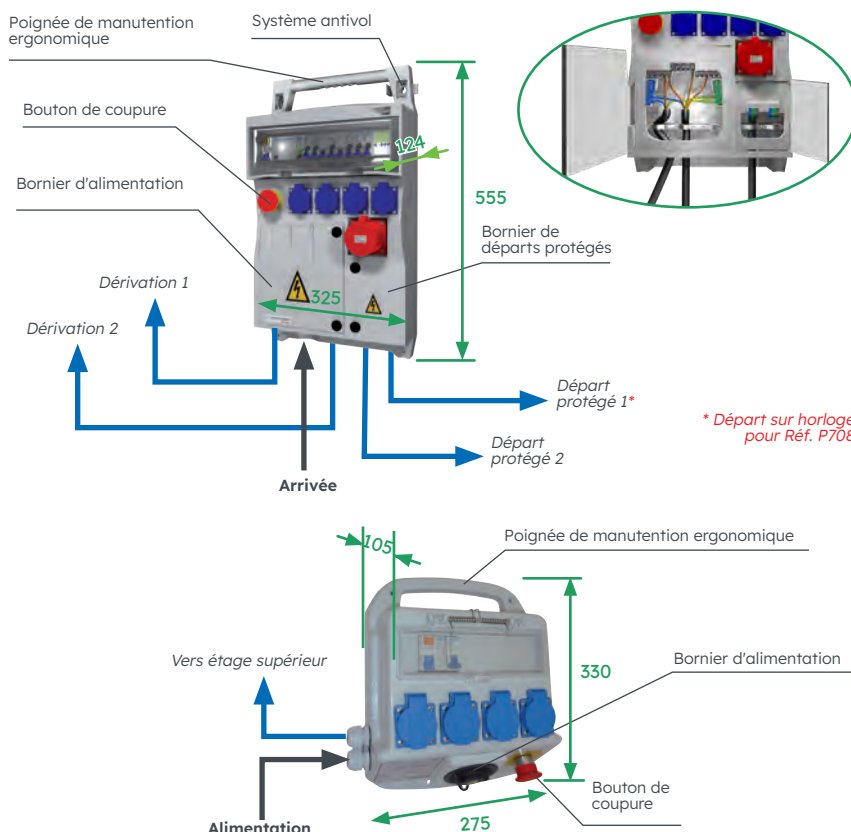 Poignée de manutention
ergonomique
Système antivol
Bouton de coupure
124
Bornier d'alimentation
555
Bornier de
départs protégés
Dérivation 1
325
Dérivation 2
Départ
protégé 1*
* Départ sur horloge
pour Réf. P708
Départ
protégé 2
Arrivée
105
Poignée de manutention ergonomique
Vers étage supérieur
Bornier d'alimentation
330
Bouton de
coupure
275
Alimentation